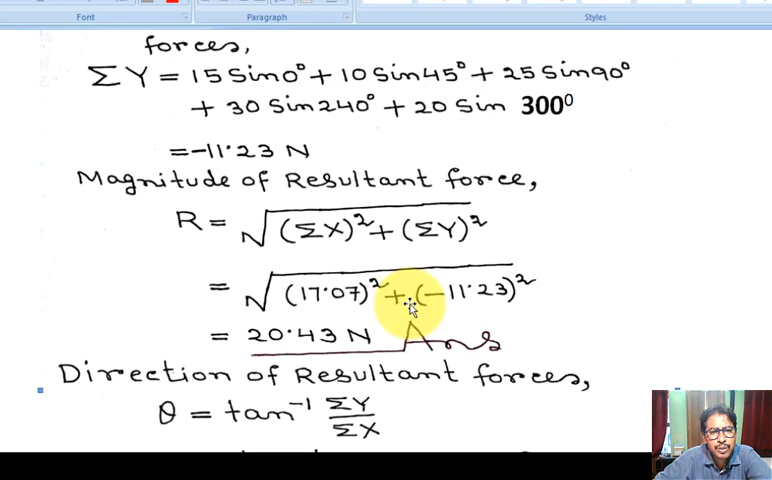 Font Paragraph Styles
forces,
ΣY = 15 Sin0° + 10 Sin45° + 25 Sin90°
+ 30 Sin240° + 20 Sin 300⁰
=-11.23 N
Magnitude of Resultant force,
R = √(ΣX)² + (ΣY)²
= √(17.07)² + (-11.23)²
= 20.43 N Ans
Direction of Resultant forces,
θ = tan⁻¹ ΣY/ΣX